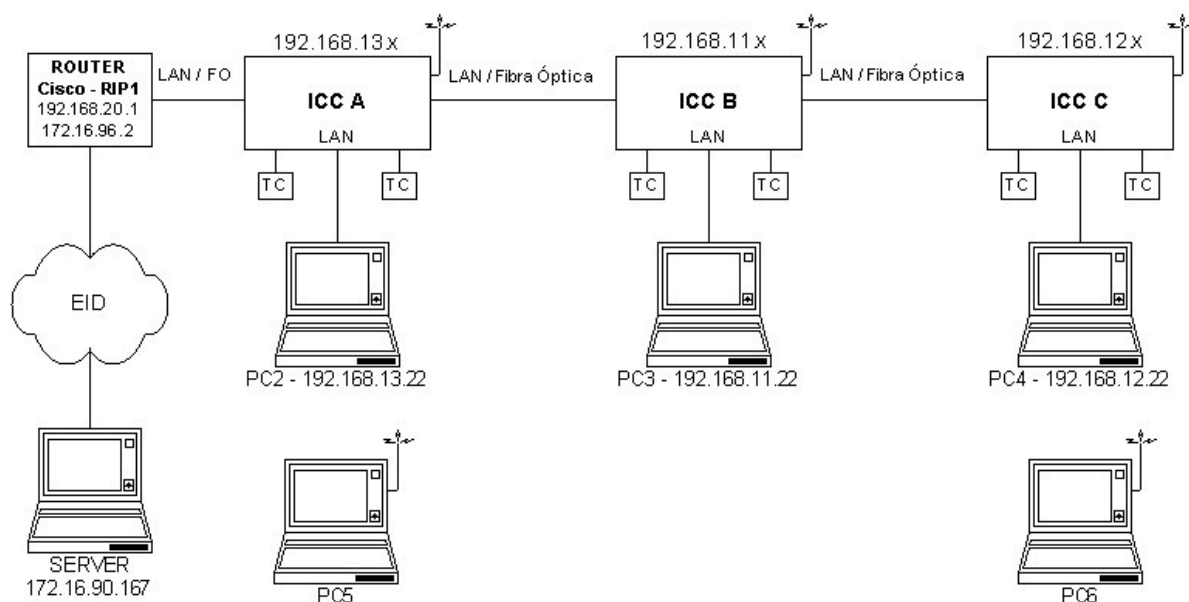 ROUTER
Cisco - RIP1
192.168.20.1
172.16.96.2
LAN / FO
192.168.13.x
ICC A
LAN
TC
TC
LAN / Fibra Óptica
192.168.11.x
ICC B
LAN
TC
TC
LAN / Fibra Óptica
192.168.12.x
ICC C
LAN
TC
TC
EID
PC2 - 192.168.13.22
PC3 - 192.168.11.22
PC4 - 192.168.12.22
SERVER
172.16.90.167
PC5
PC6